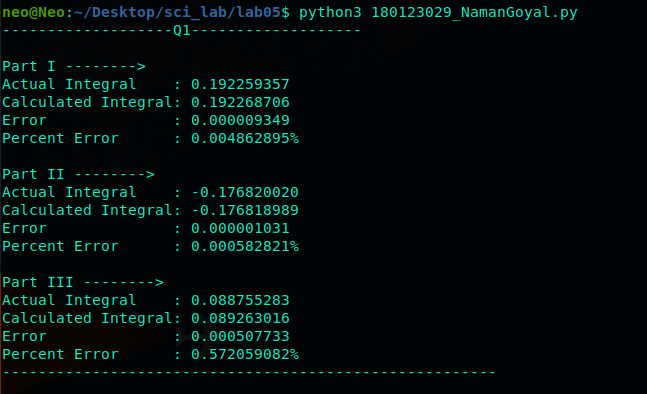 neo@Neo:~/Desktop/sci_lab/lab05$ python3 180123029_NamanGoyal.py
-------------------Q1-------------------
Part I -------->
Actual Integral    : 0.192259357
Calculated Integral: 0.192268706
Error              : 0.000009349
Percent Error      : 0.004862895%
Part II -------->
Actual Integral    : -0.176820020
Calculated Integral: -0.176818989
Error              : 0.000001031
Percent Error      : 0.000582821%
Part III -------->
Actual Integral    : 0.088755283
Calculated Integral: 0.089263016
Error              : 0.000507733
Percent Error      : 0.572059082%
-------------------------------------------------------